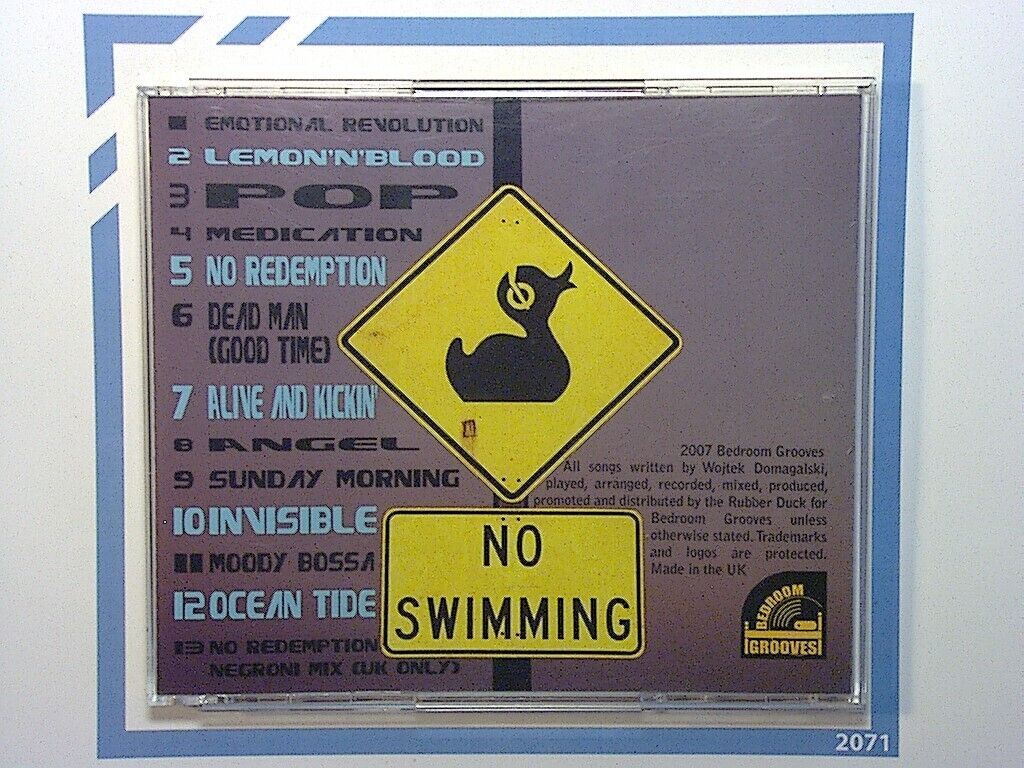 1 EMOTIONAL REVOLUTION
2 LEMON'N'BLOOD
3 POP
4 MEDICATION
5 NO REDEMPTION
6 DEAD MAN
(GOOD TIME)
7 ALIVE AND KICKIN'
8 ANGEL
9 SUNDAY MORNING
10 INVISIBLE
11 MOODY BOSSA
12 OCEAN TIDE
13 NO REDEMPTION
NEGRONI MIX (UK ONLY)
NO
SWIMMING
2007 Bedroom Grooves
All songs written by Wojtek Domagalski,
played, arranged, recorded, mixed, produced,
promoted and distributed by the Rubber Duck for
Bedroom Grooves unless
otherwise stated. Trademarks
and logos are protected.
Made in the UK
BEDROOM
GROOVES
2071